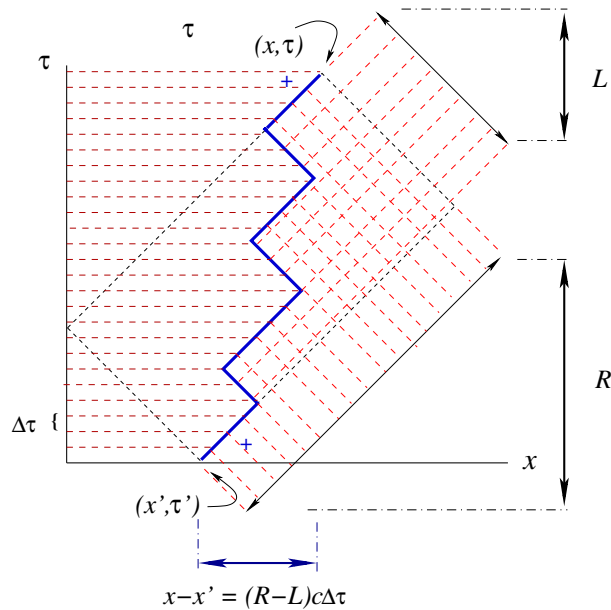 τ
(x,τ)
τ
L
+
R
Δτ {
+
x
(x',τ')
x−x' = (R−L)cΔτ